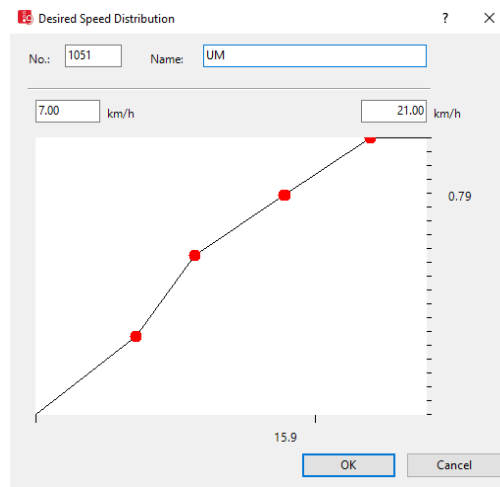 Desired Speed Distribution ? X
No.: 1051 Name: UM
7.00 km/h 21.00 km/h
0.79
15.9
OK Cancel